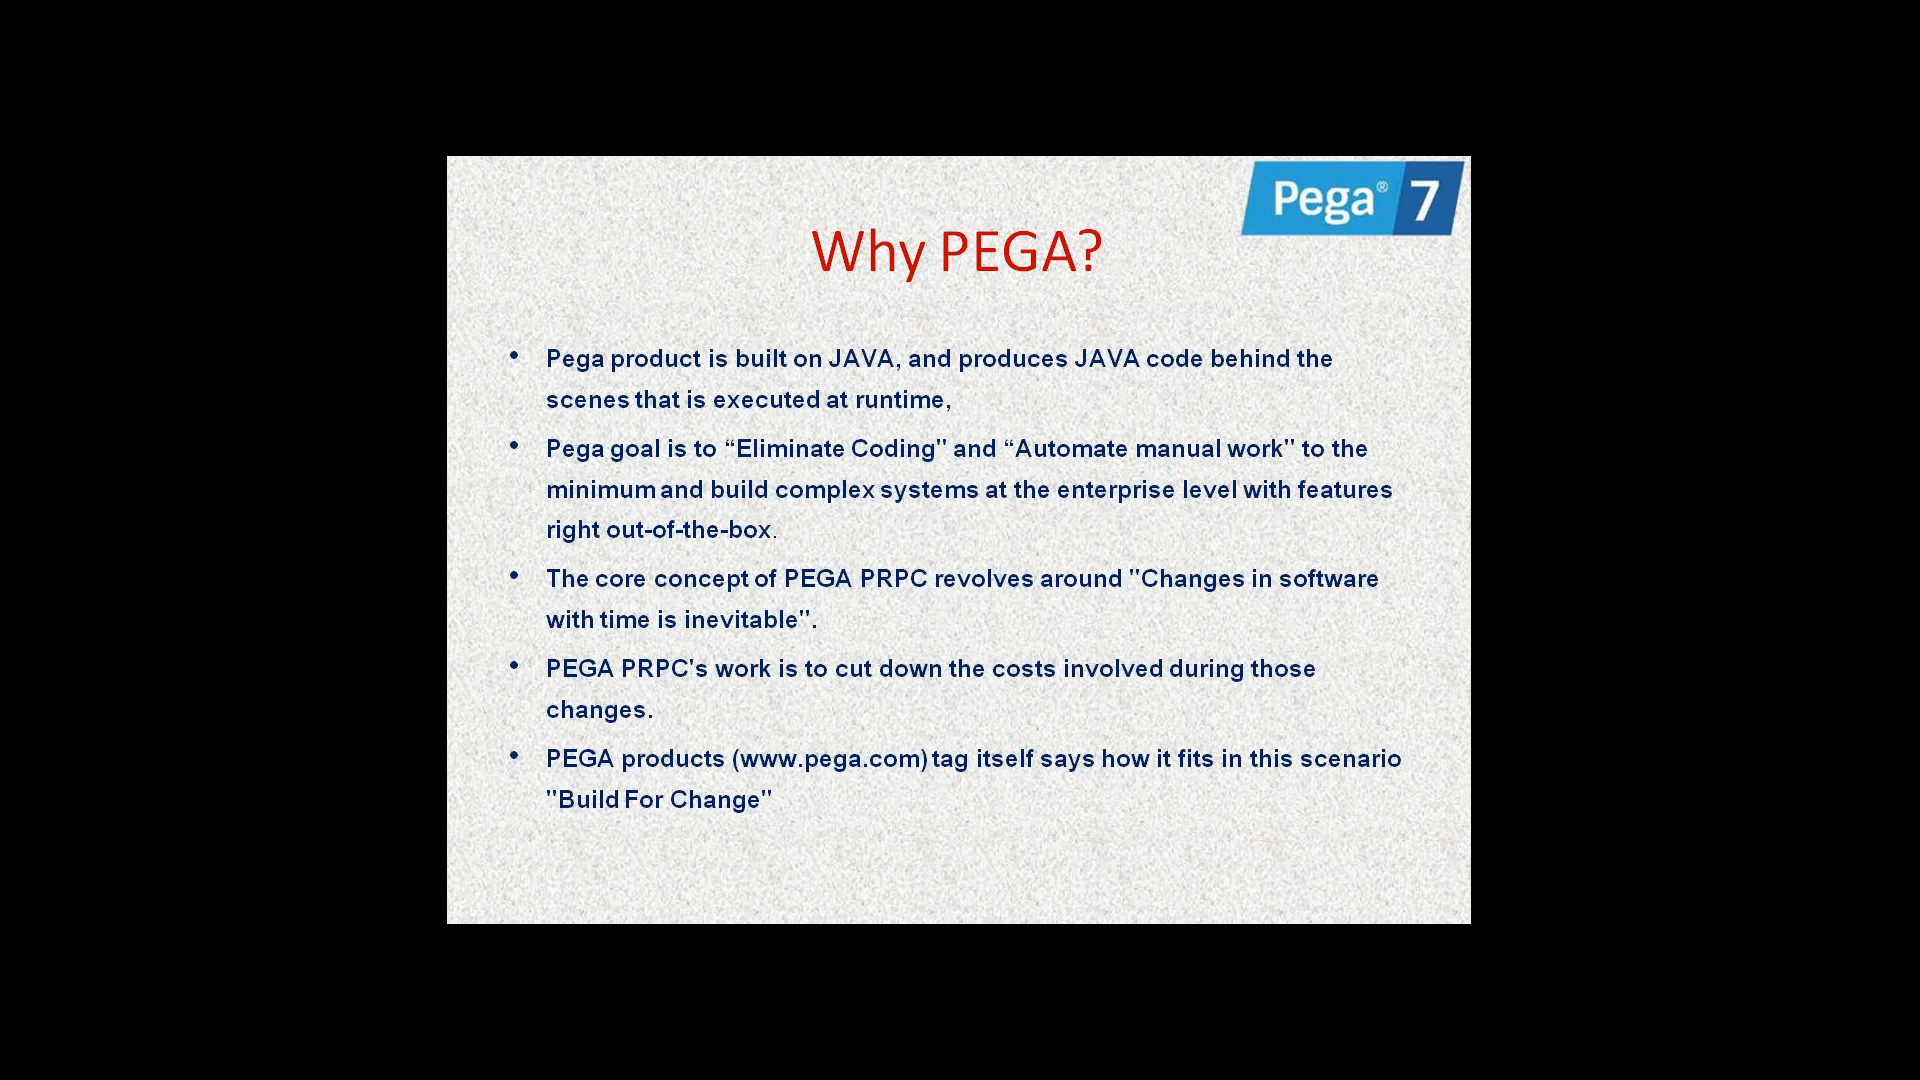 Pega® 7
Why PEGA?
• Pega product is built on JAVA, and produces JAVA code behind the
scenes that is executed at runtime,
• Pega goal is to “Eliminate Coding" and “Automate manual work" to the
minimum and build complex systems at the enterprise level with features
right out-of-the-box.
• The core concept of PEGA PRPC revolves around "Changes in software
with time is inevitable".
• PEGA PRPC's work is to cut down the costs involved during those
changes.
• PEGA products (www.pega.com) tag itself says how it fits in this scenario
"Build For Change"